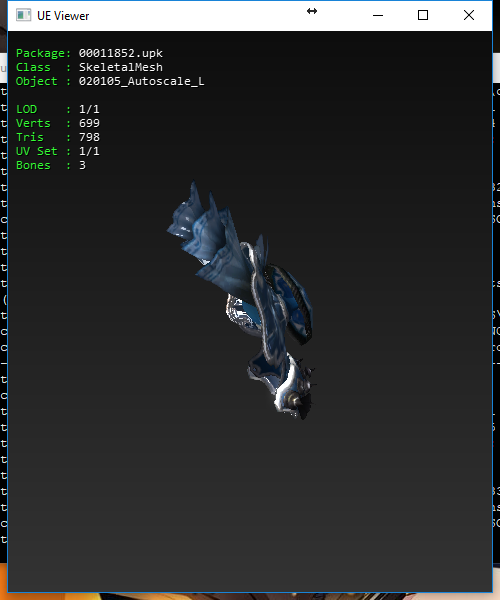 UE Viewer
Package: 00011852.upk
Class : SkeletalMesh
Object : 020105_Autoscale_L
LOD : 1/1
Verts : 699
Tris : 798
UV Set : 1/1
Bones : 3